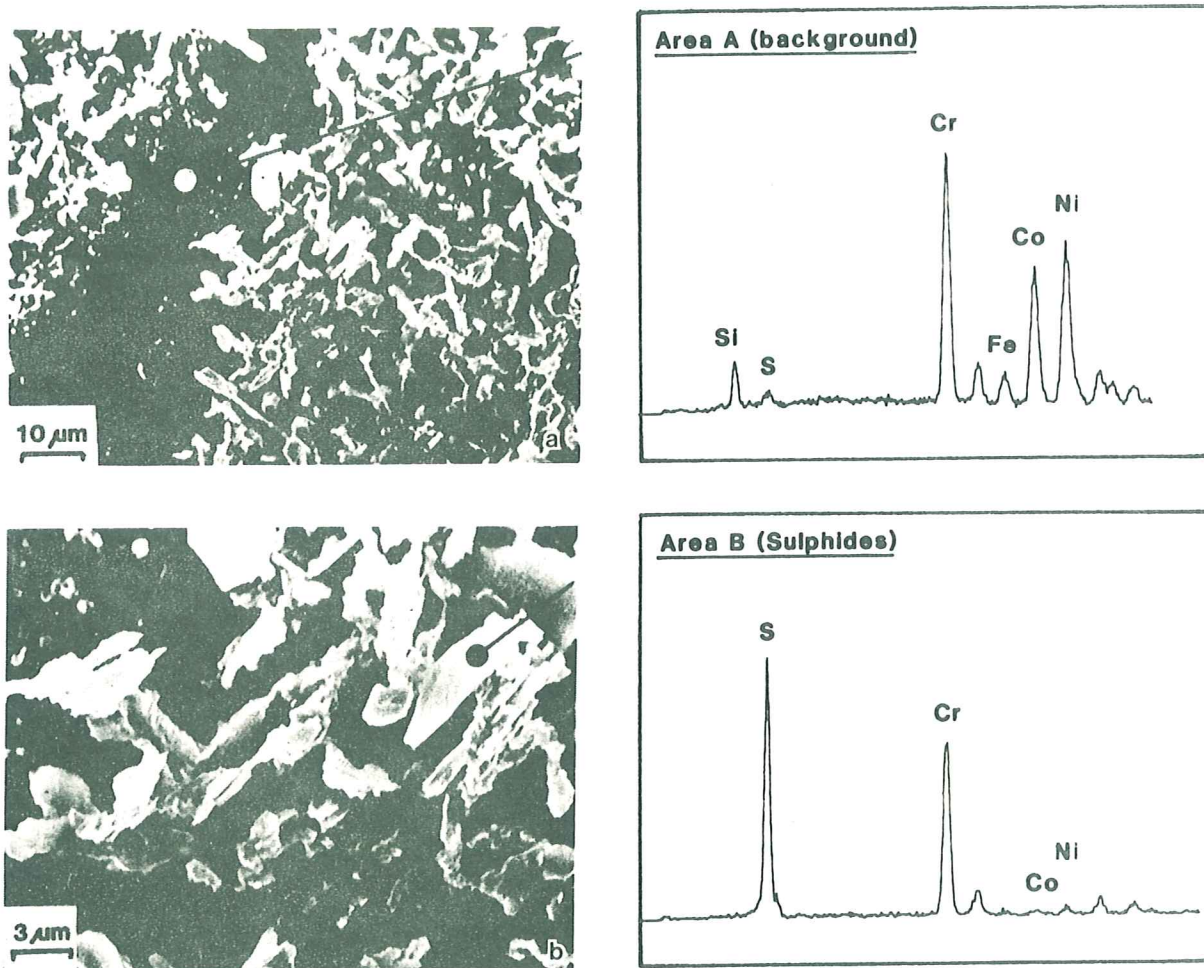 Area A (background)
Cr
Ni
Co
Si
S
Fe
10 µm
a
Area B (Sulphides)
S
Cr
Ni
Co
3 µm
b